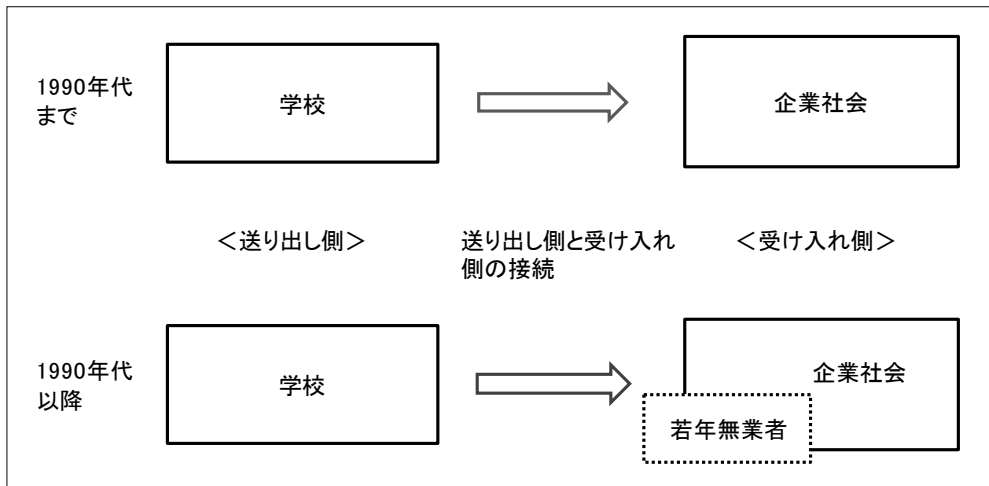 1990年代
まで
学校
企業社会
＜送り出し側＞
送り出し側と受け入れ
側の接続
＜受け入れ側＞
1990年代
以降
学校
企業社会
若年無業者